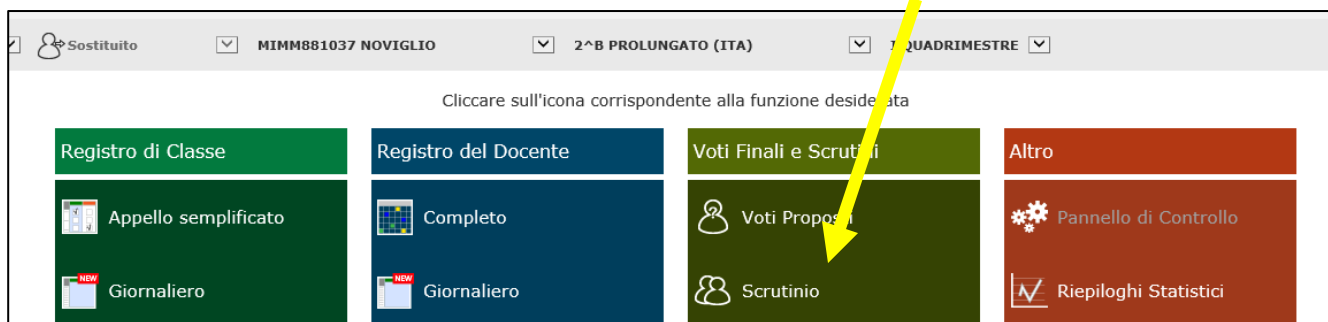 Sostituito MIMM881037 NOVIGLIO 2^B PROLUNGATO (ITA) QUADRIMESTRE
Cliccare sull'icona corrispondente alla funzione desiderata
Registro di Classe Registro del Docente Voti Finali e Scrutini Altro
Appello semplificato Completo Voti Proposti Pannello di Controllo
NEW Giornaliero NEW Giornaliero Scrutinio Riepiloghi Statistici